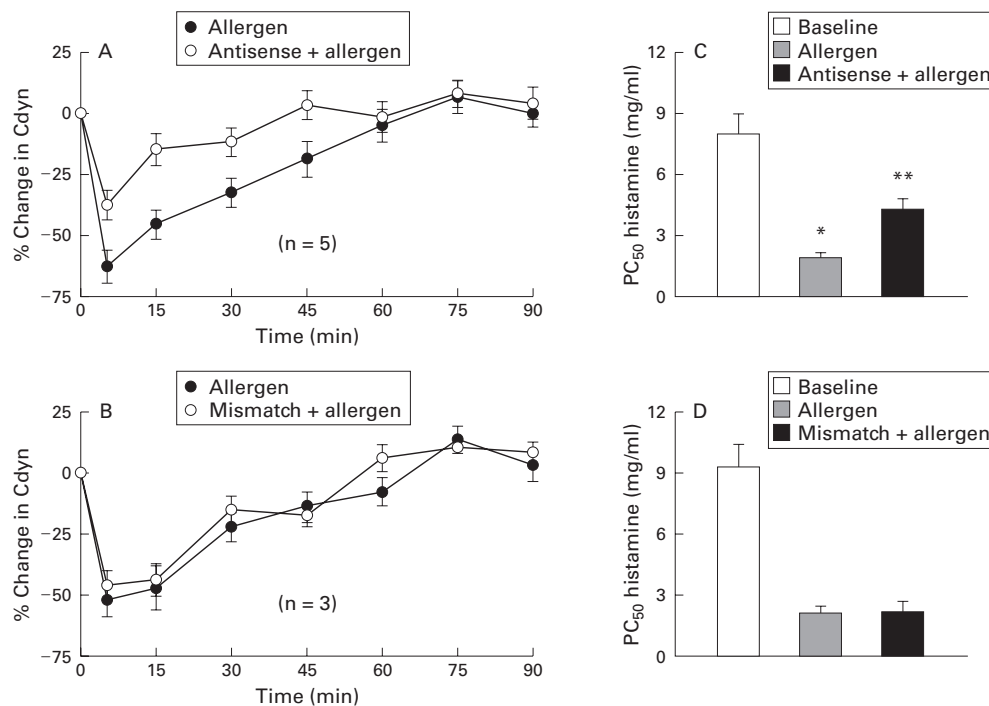 A
Allergen
Antisense + allergen
% Change in Cdyn
25
0
−25
−50
−75
(n = 5)
0 15 30 45 60 75 90
Time (min)
C
Baseline
Allergen
Antisense + allergen
PC50 histamine (mg/ml)
12
9
6
3
0
*
**
B
Allergen
Mismatch + allergen
% Change in Cdyn
25
0
−25
−50
−75
(n = 3)
0 15 30 45 60 75 90
Time (min)
D
Baseline
Allergen
Mismatch + allergen
PC50 histamine (mg/ml)
12
9
6
3
0